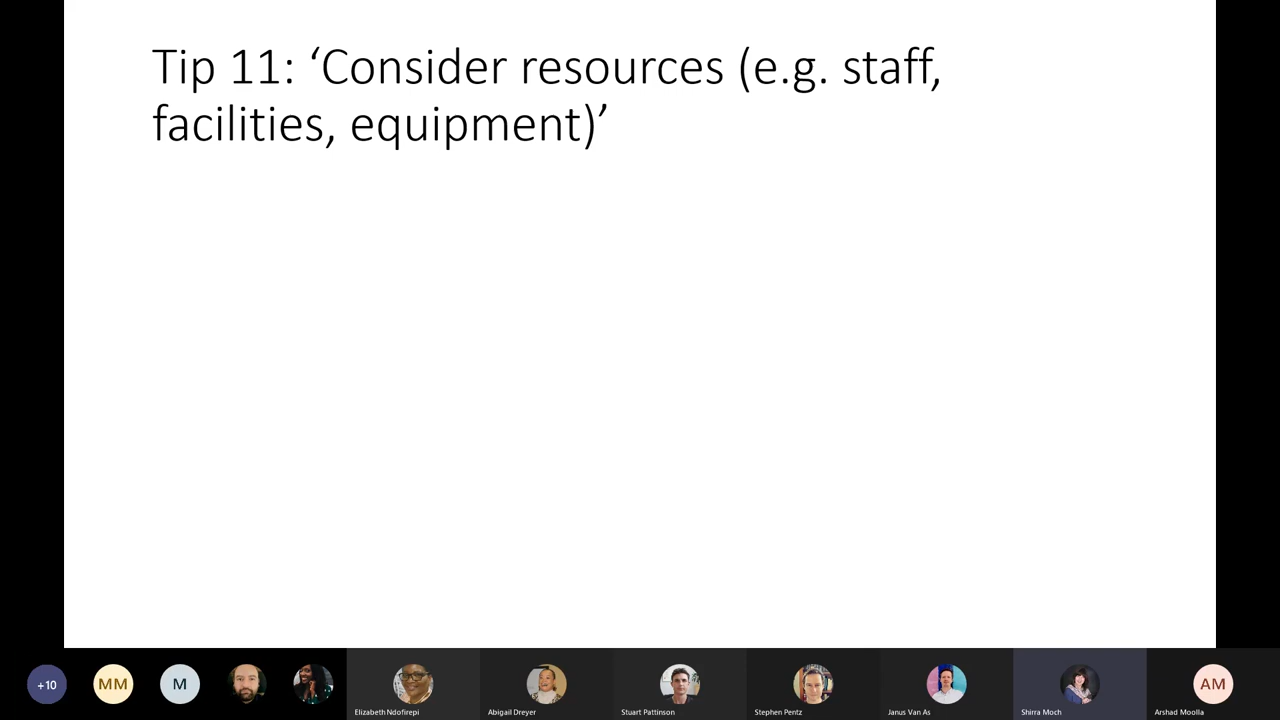 Tip 11: ‘Consider resources (e.g. staff,
facilities, equipment)’
+10
MM
M
Elizabeth Ndofirepi
Abigail Dreyer
Stuart Pattinson
Stephen Pentz
Janus Van As
Shirra Moch
AM
Arshad Moolla